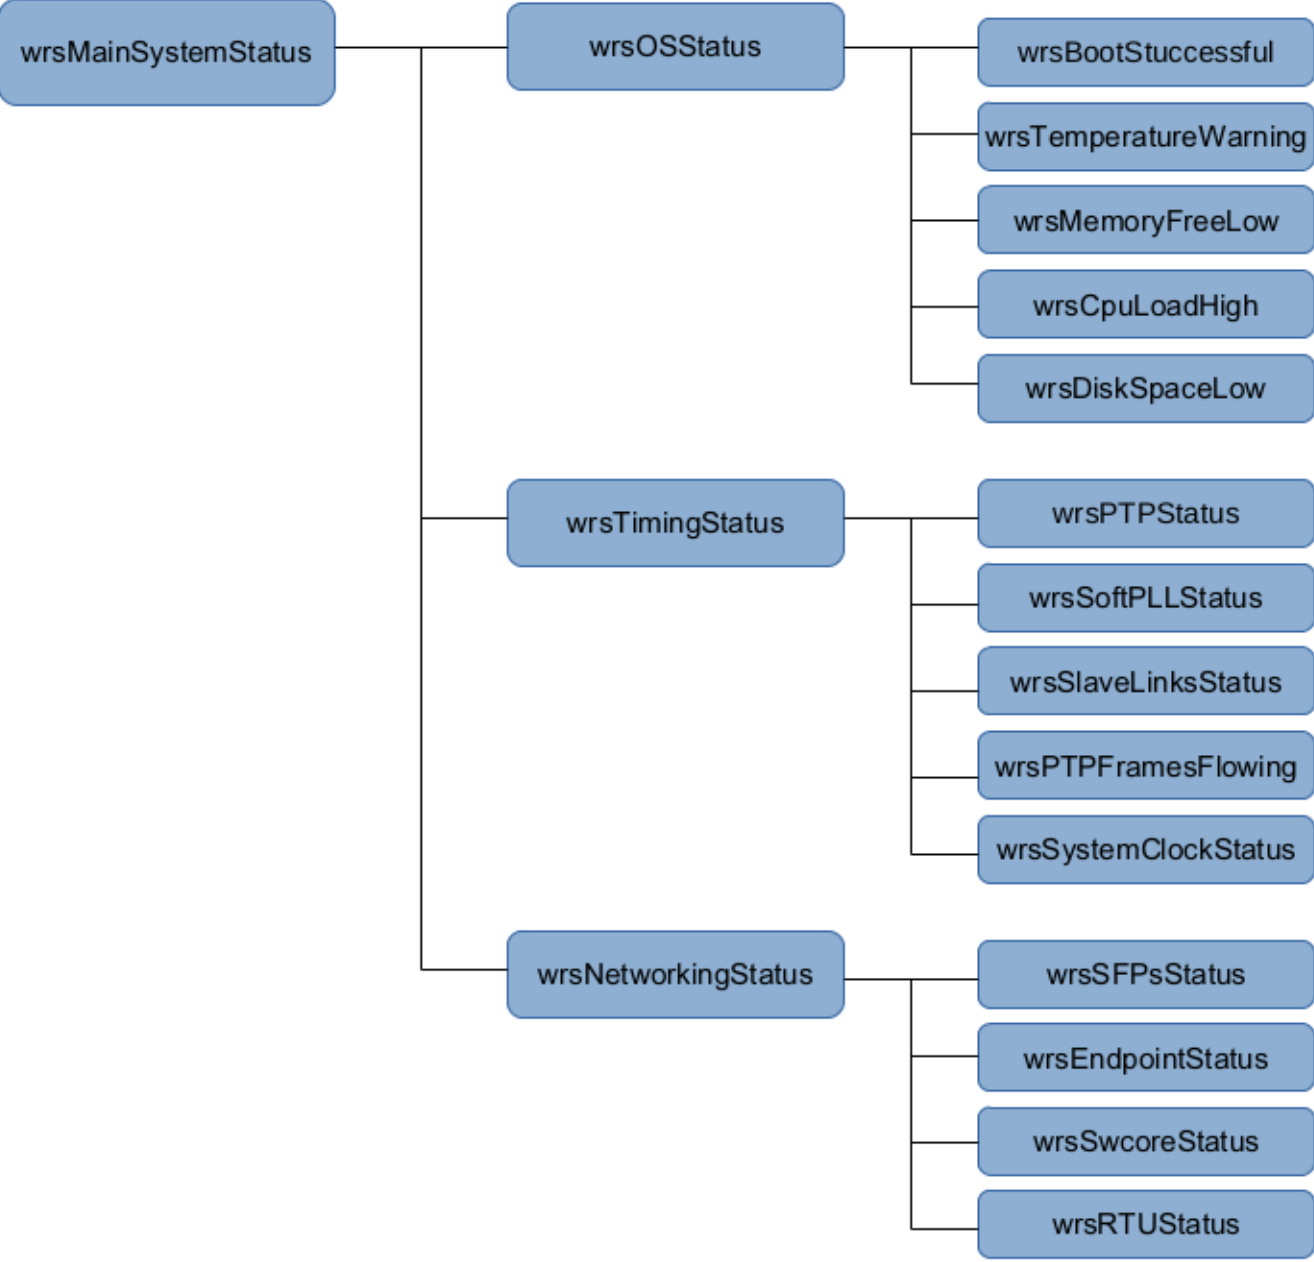 wrsMainSystemStatus
wrsOSStatus
wrsBootStuccessful
wrsTemperatureWarning
wrsMemoryFreeLow
wrsCpuLoadHigh
wrsDiskSpaceLow
wrsTimingStatus
wrsPTPStatus
wrsSoftPLLStatus
wrsSlaveLinksStatus
wrsPTPFramesFlowing
wrsSystemClockStatus
wrsNetworkingStatus
wrsSFPsStatus
wrsEndpointStatus
wrsSwcoreStatus
wrsRTUStatus